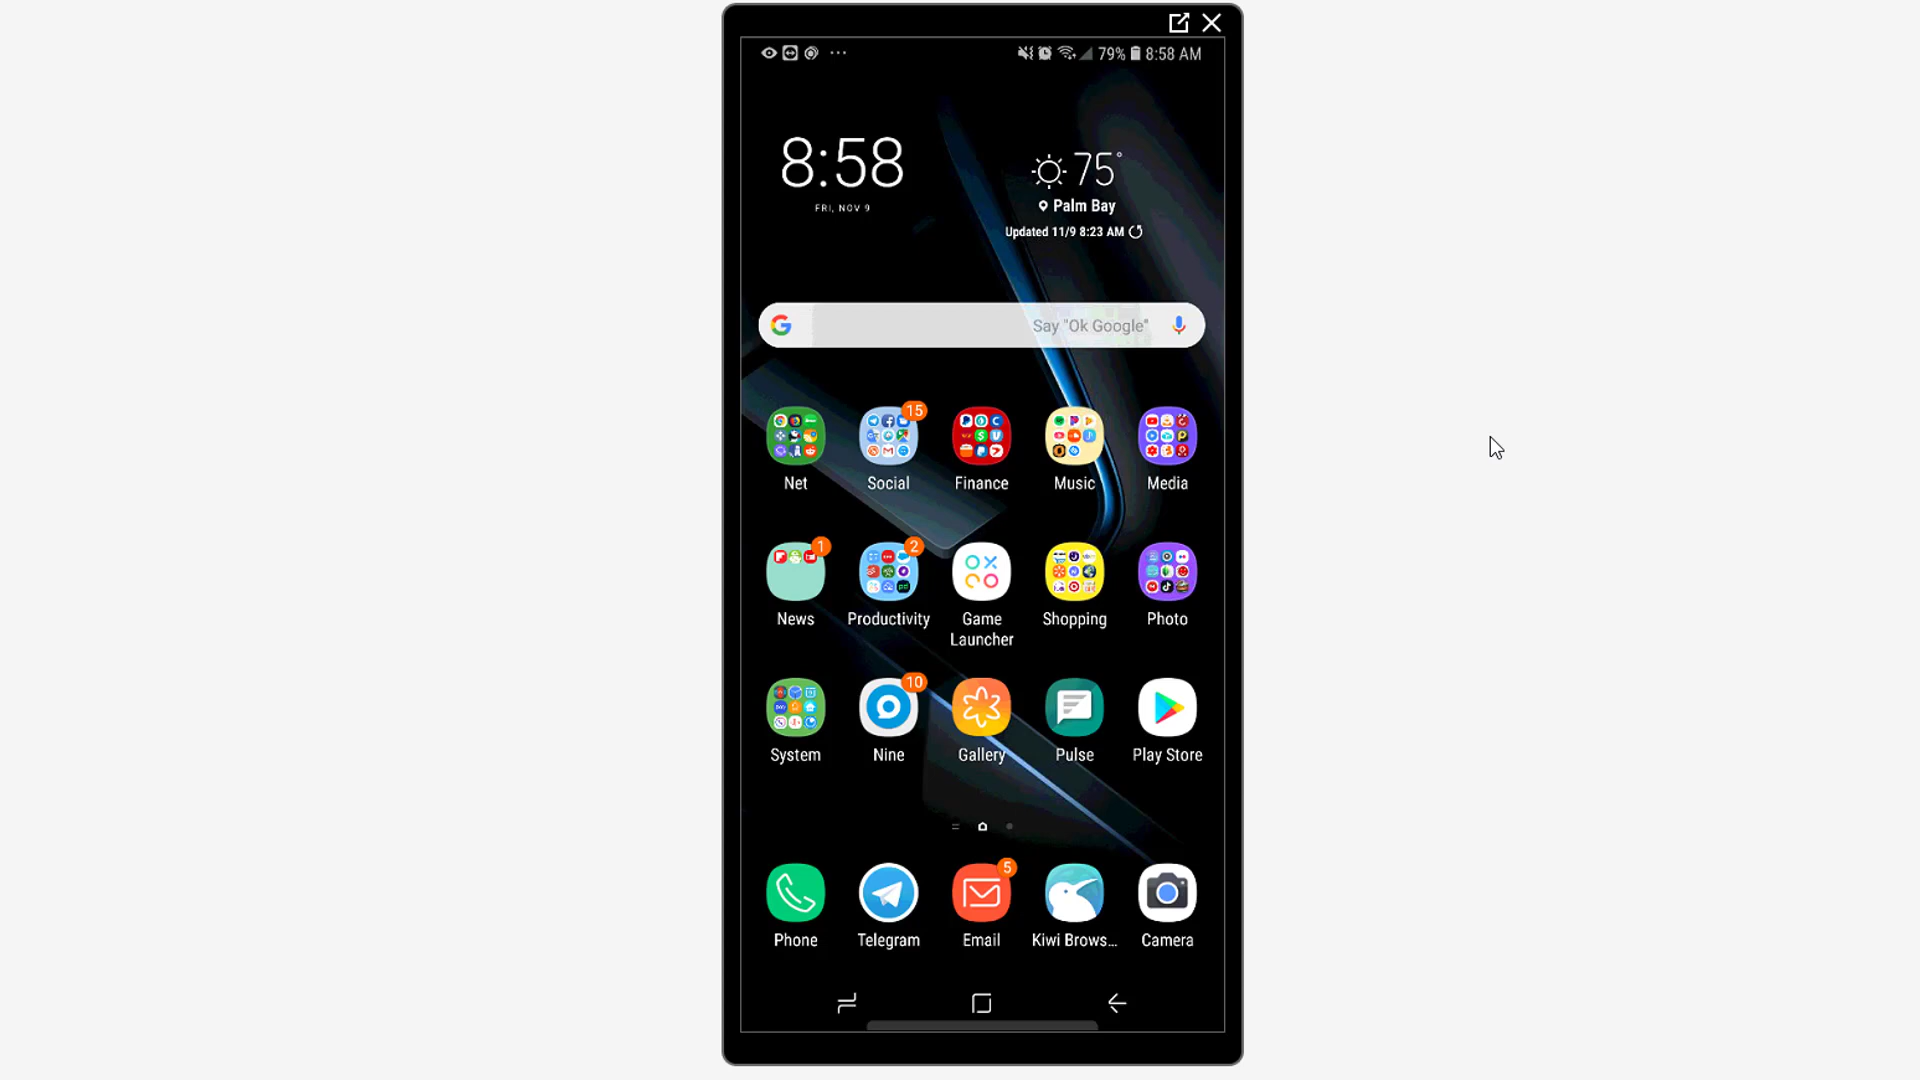 79% 8:58 AM
8:58
FRI, NOV 9
75°
Palm Bay
Updated 11/9 8:23 AM
Say "Ok Google"
15
Net
Social
Finance
Music
Media
1
2
News
Productivity
Game
Launcher
Shopping
Photo
10
System
Nine
Gallery
Pulse
Play Store
5
Phone
Telegram
Email
Kiwi Brows...
Camera